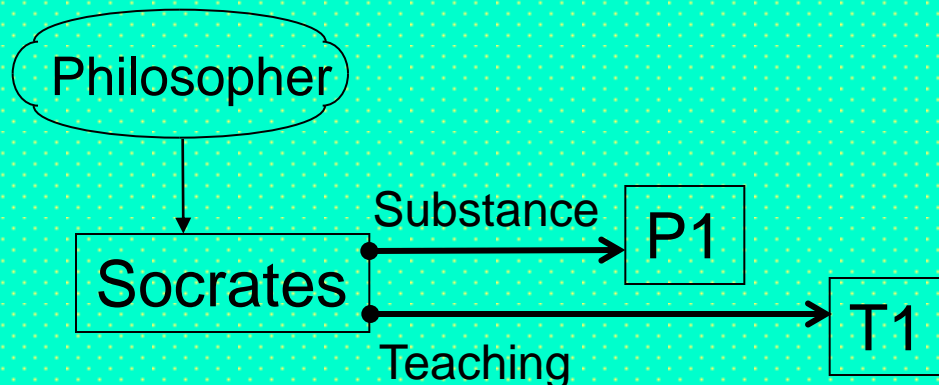 Philosopher
Substance
P1
Socrates
T1
Teaching